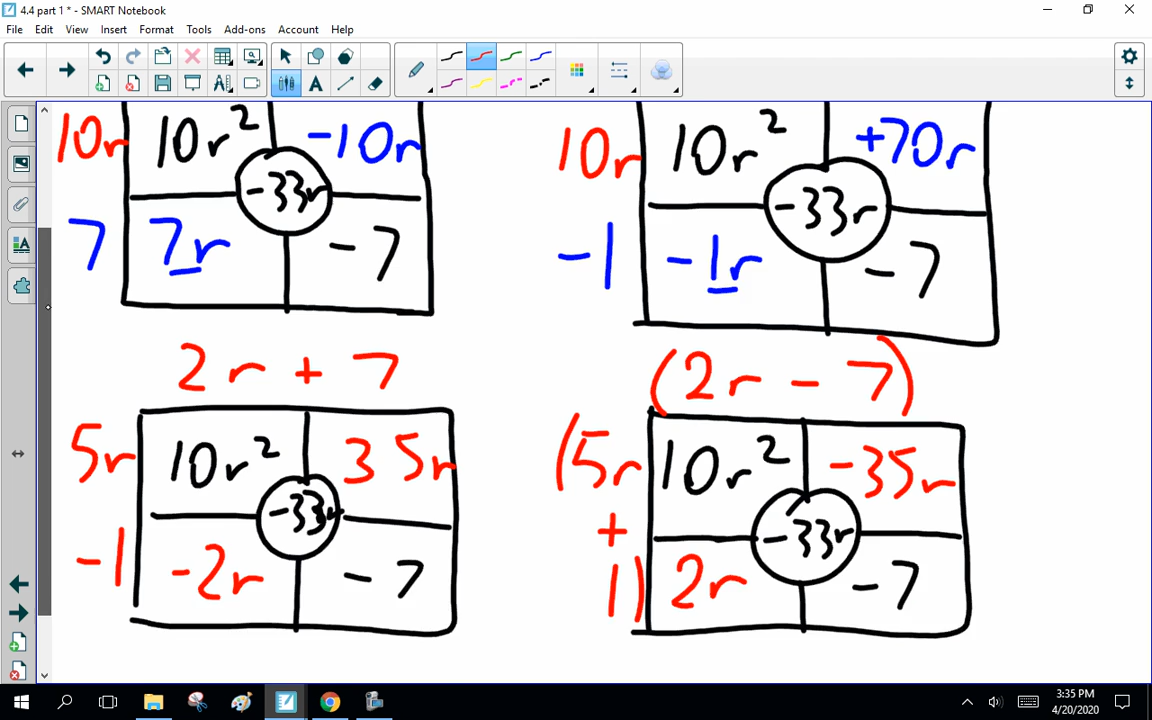 4.4 part 1 * - SMART Notebook
File Edit View Insert Format Tools Add-ons Account Help
10r 10r² -10r
-33r
7 7r -7
10r 10r² +70r
-33r
-1 -1r -7
2r + 7
5r 10r² 35r
-33r
-1 -2r -7
(2r - 7)
(5r 10r² -35r
+ -33r
1) 2r -7
3:35 PM
4/20/2020